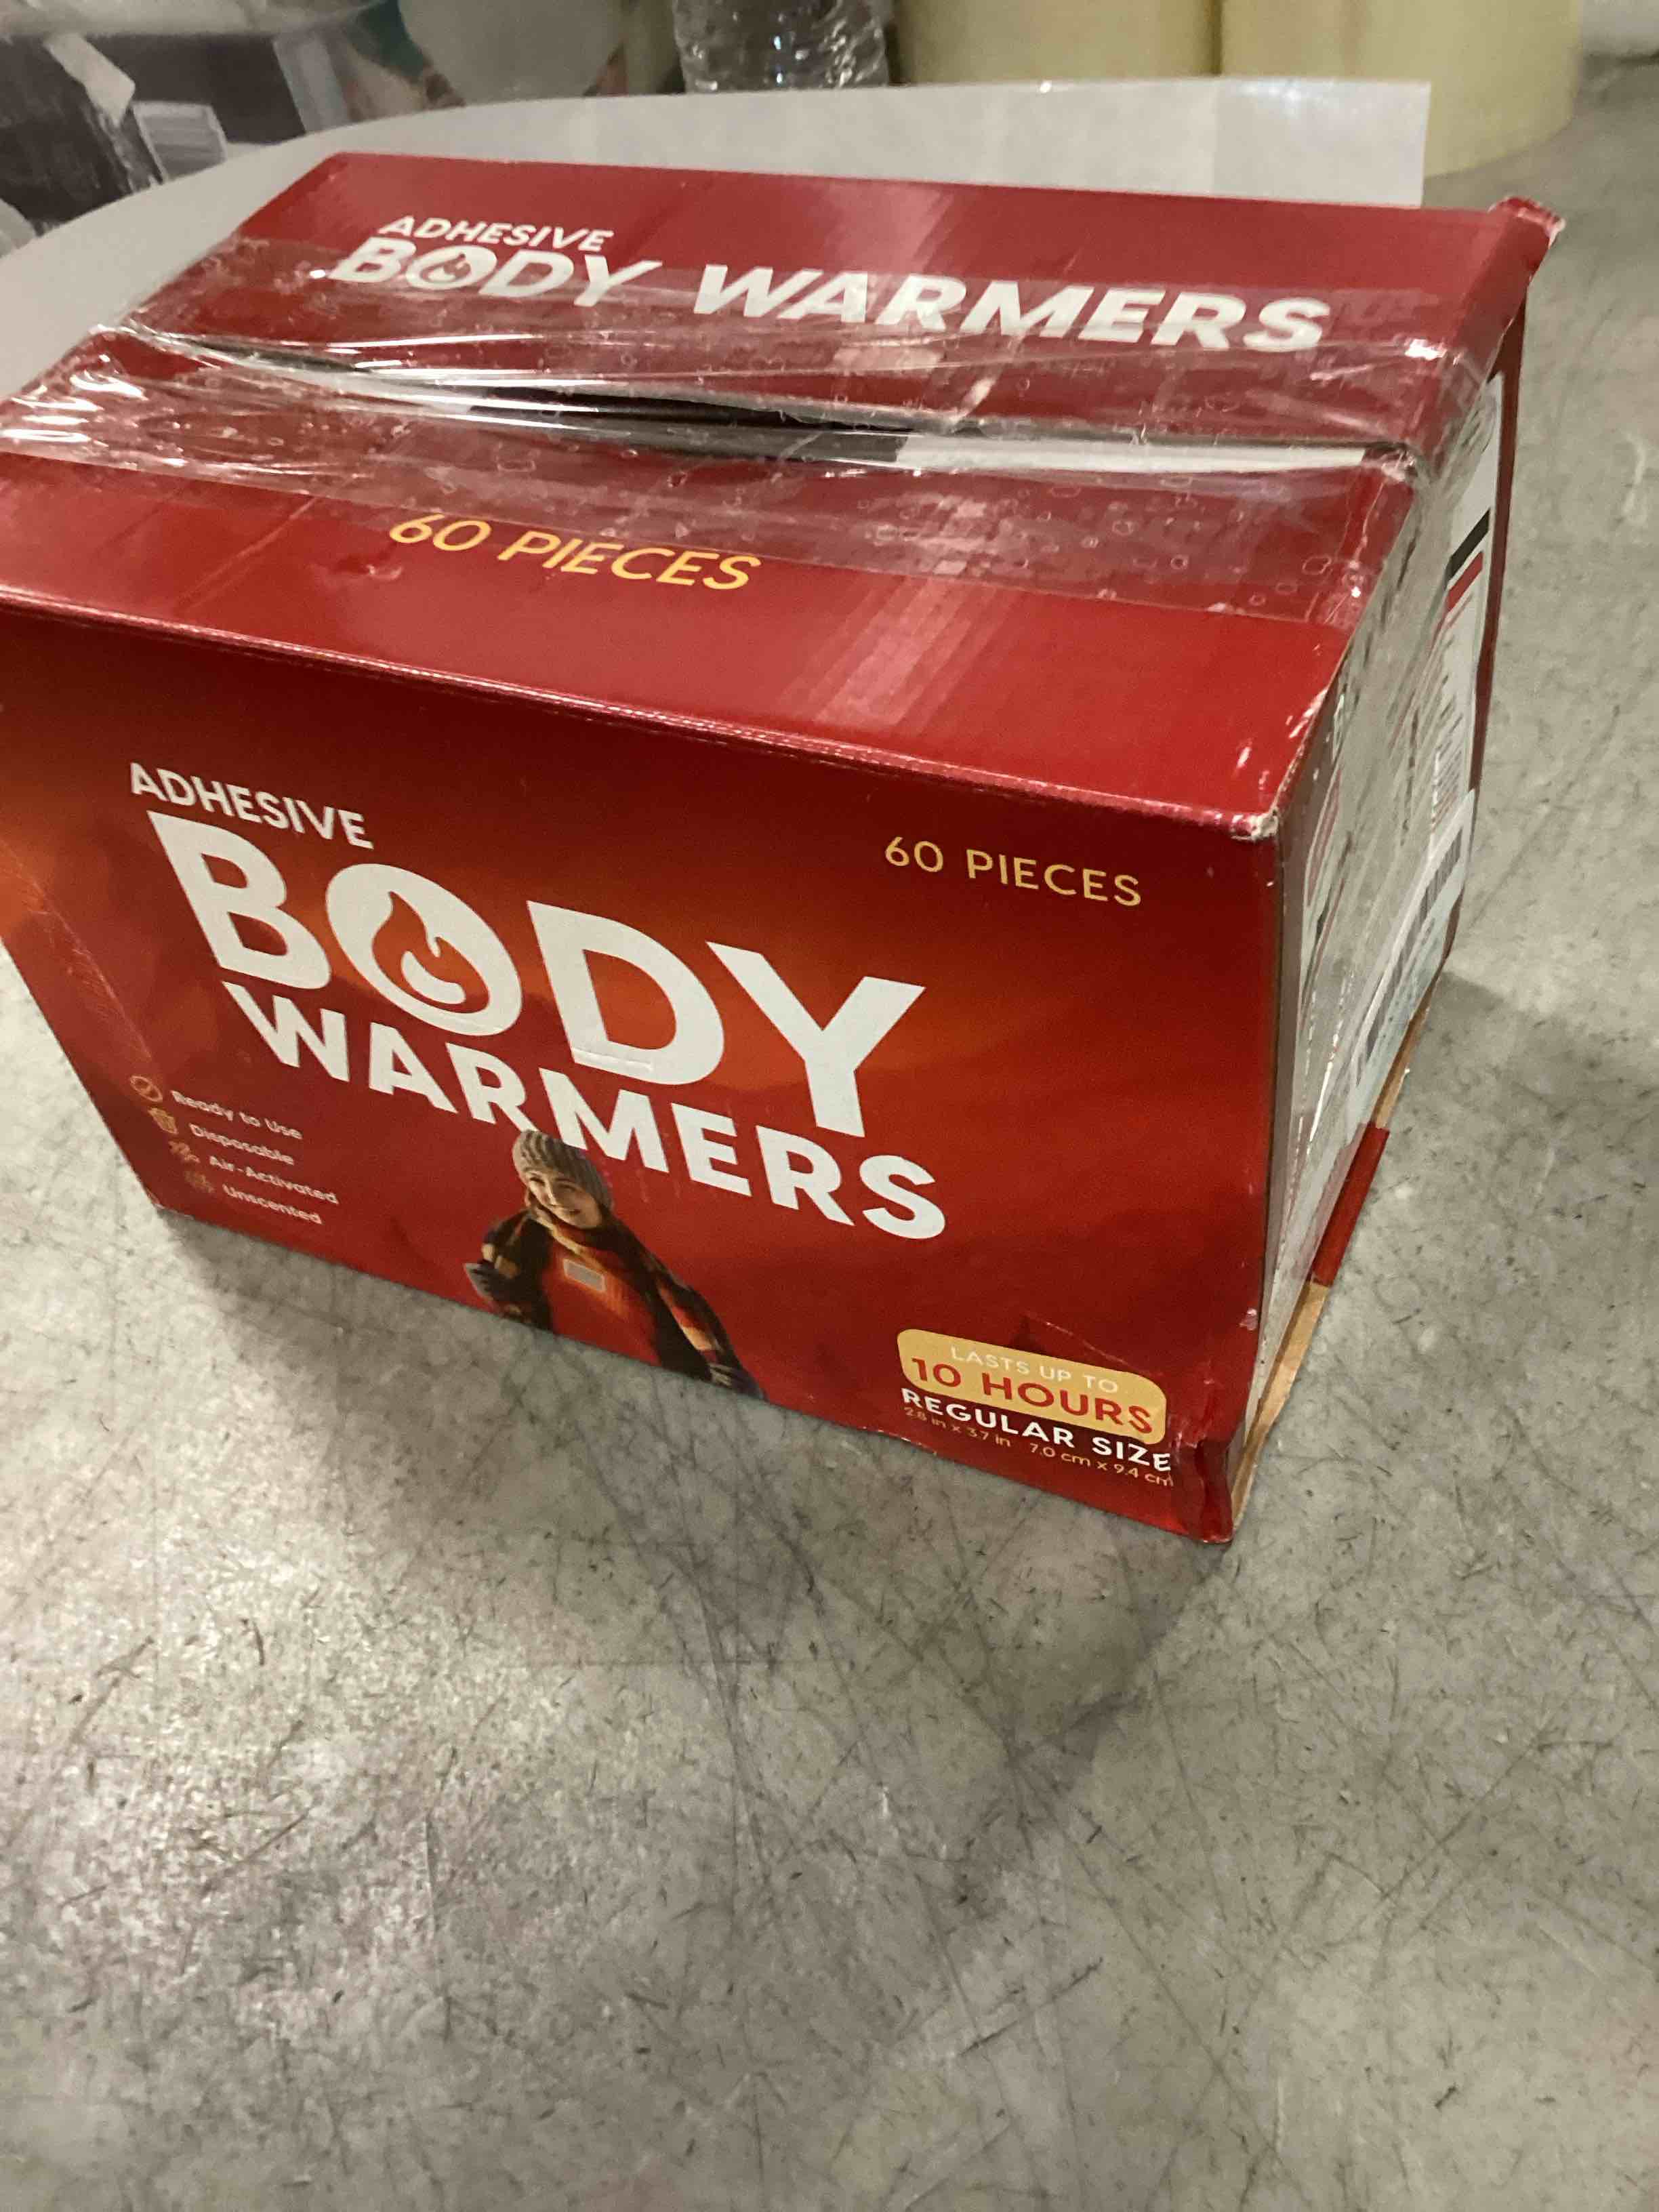 ADHESIVE
BODY WARMERS
60 PIECES
ADHESIVE
BODY
WARMERS
60 PIECES
Ready to Use
Disposable
Air-Activated
Unscented
LASTS UP TO
10 HOURS
REGULAR SIZE
2.8 in x 3.7 in 7.0 cm x 9.4 cm